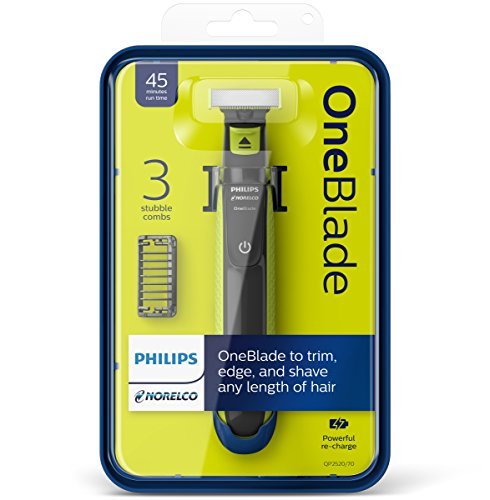 45
minutes
run time
OneBlade
3
stubble
combs
PHILIPS
NORELCO
OneBlade
PHILIPS
NORELCO
OneBlade to trim,
edge, and shave
any length of hair
Powerful
re-charge
QP2520/70